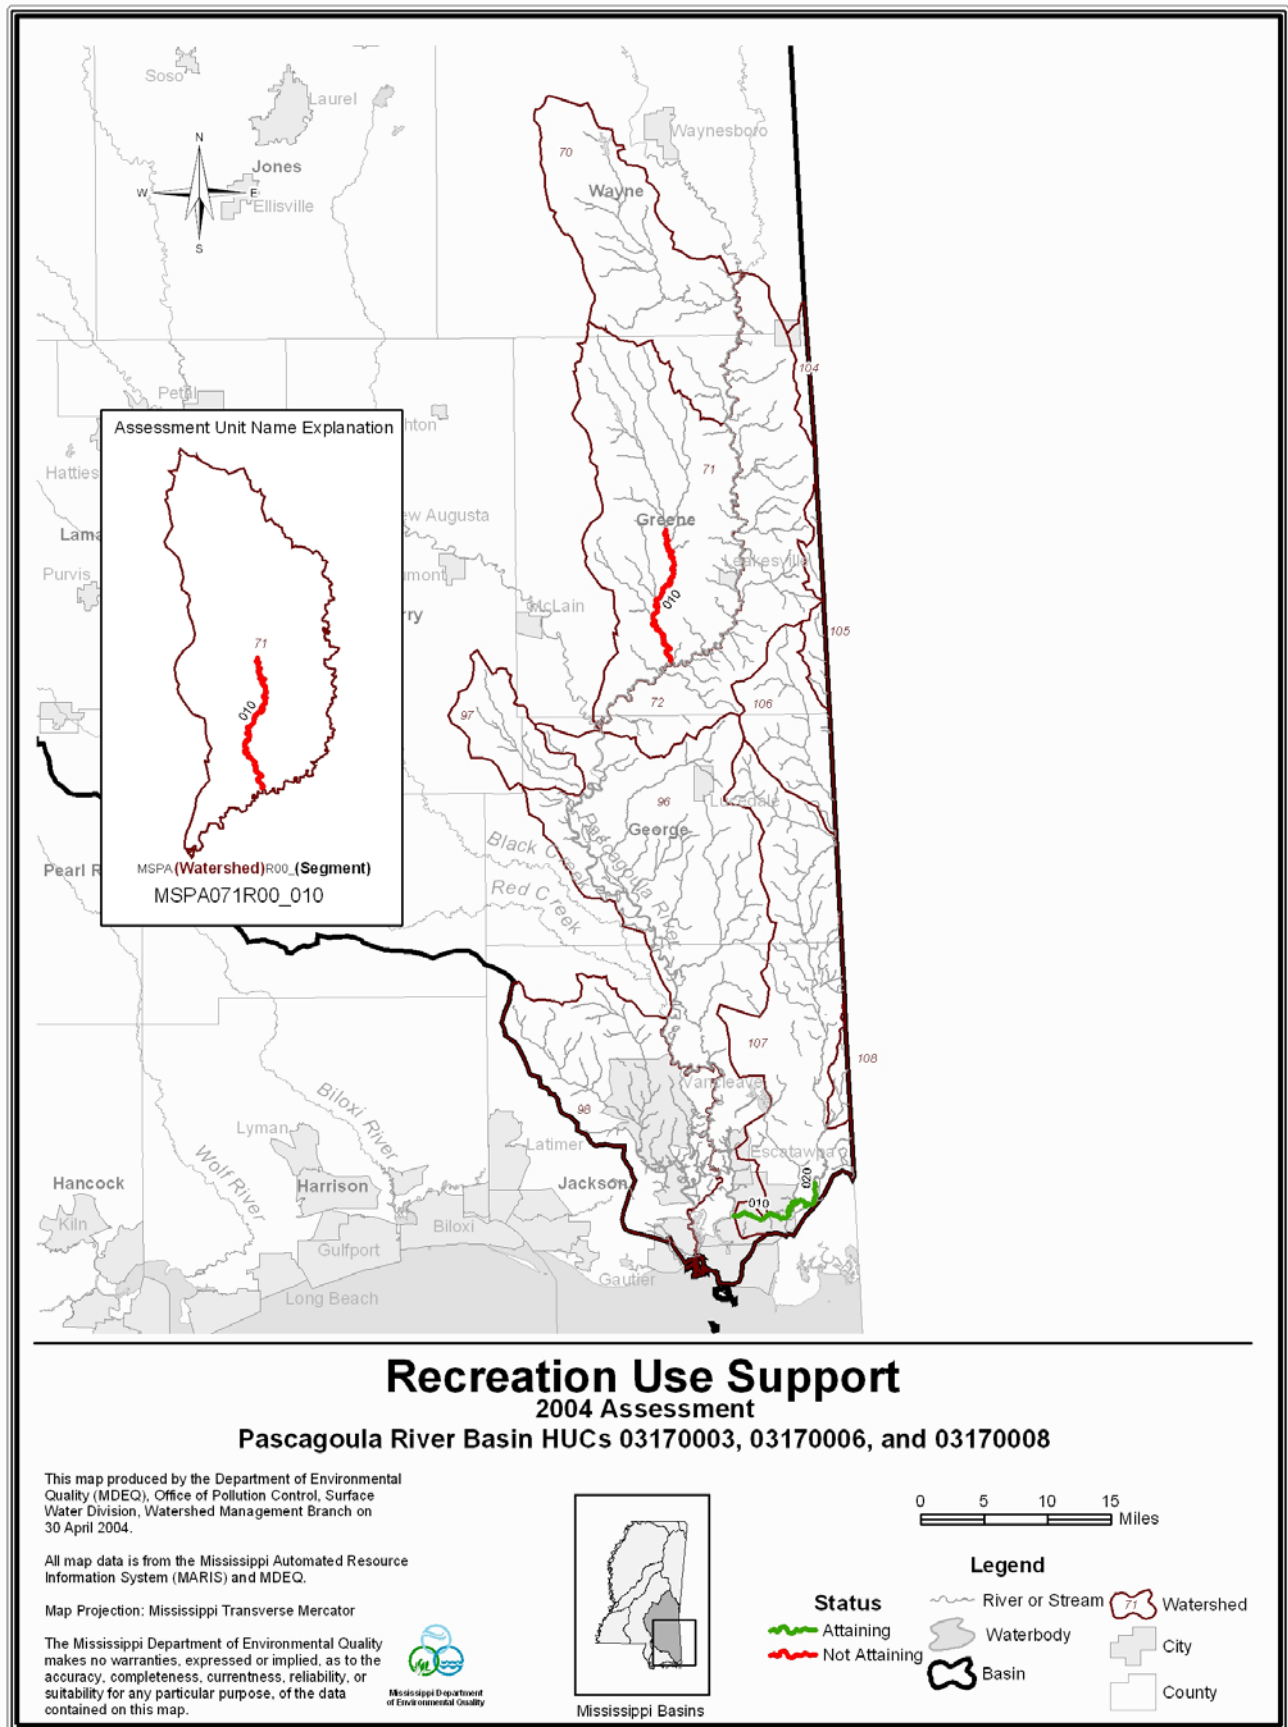 Soso
Laurel
Waynesboro
N
Jones
70
W
E
Wayne
Ellisville
S
104
Petal
Assessment Unit Name Explanation
hton
Hatties
71
ew Augusta
Greene
Lama
Leakesville
Purvis
umont
010
McLain
rry
105
71
72
106
97
010
96
Lucedale
George
Pascagoula River
Black Creek
Pearl R
MSPA(Watershed)R00_(Segment)
Red Creek
MSPA071R00_010
107
108
Vancleave
Biloxi River
98
Lyman
Latimer
Escatawpa
Wolf River
Hancock
Harrison
Jackson
020
010
Kiln
Biloxi
Gulfport
Gautier
Long Beach
Recreation Use Support
2004 Assessment
Pascagoula River Basin HUCs 03170003, 03170006, and 03170008
This map produced by the Department of Environmental
Quality (MDEQ), Office of Pollution Control, Surface
Water Division, Watershed Management Branch on
30 April 2004.
All map data is from the Mississippi Automated Resource
Information System (MARIS) and MDEQ.
Map Projection: Mississippi Transverse Mercator
The Mississippi Department of Environmental Quality
makes no warranties, expressed or implied, as to the
accuracy, completeness, currentness, reliability, or
suitability for any particular purpose, of the data
contained on this map.
Mississippi Department
of Environmental Quality
Mississippi Basins
0 5 10 15
Miles
Legend
Status
Attaining
Not Attaining
River or Stream
Waterbody
Basin
71
Watershed
City
County